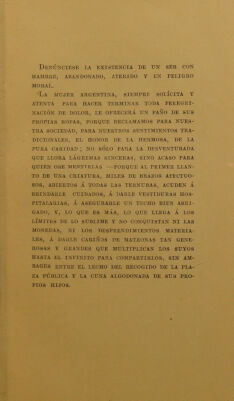 Denúnciese la existencia de un ser con
hambre, abandonado, aterido y en peligro
moral.
La mujer argentina, siempre solícita y
atenta para hacer terminar toda peregri-
nación de dolor, le ofrecerá un paño de sus
propias ropas, porque reclamamos para nues-
tra sociedad, para nuestros sentimientos tra-
dicionales, el honor de la hermosa, de la
pura caridad; no sólo para la desventurada
que llora lágrimas sinceras, sino acaso para
quien ose mentirlas — porque al primer llan-
to de una criatura, miles de brazos afectuo-
sos, abiertos á todas las ternuras, acuden á
brindarle cuidados, á darle vestiduras hos-
pitalarias, á asegurarle un techo bien abri-
gado, y, lo que es más, lo que llega á los
límites de lo sublime y no conquistan ni las
monedas, ni los desprendimientos materia-
les, á darle cariños de matronas tan gene-
rosas y grandes que multiplican los suyos
hasta el infinito para compartirlos, sin am-
bages entre el lecho del recogido de la pla-
za pública y la cuna algodonada de sus pro-
pios hijos.